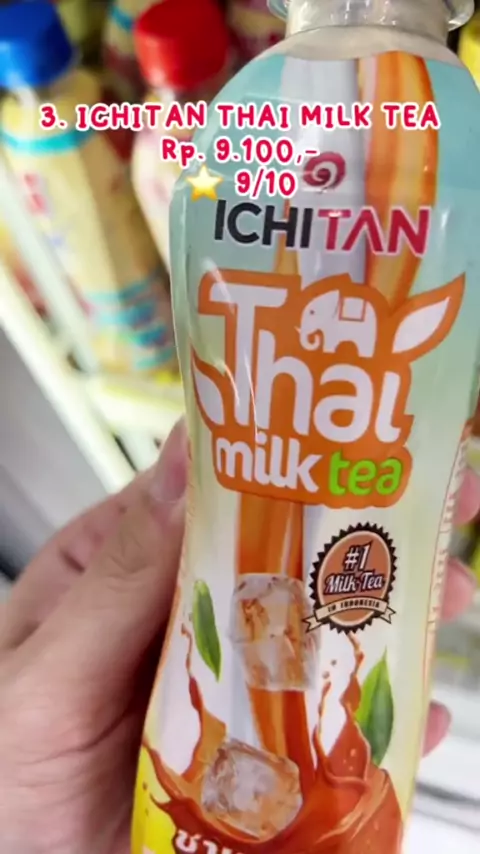 3. ICHITAN THAI MILK TEA
Rp. 9.100,-
9/10
ICHITAN
Thai
milk tea
#1
Milk Tea
IN INDONESIA